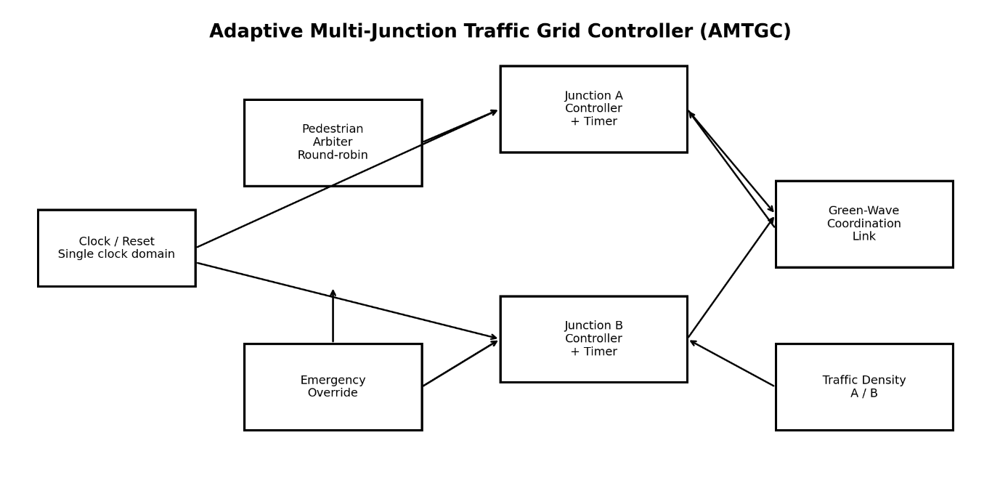 Adaptive Multi-Junction Traffic Grid Controller (AMTGC)
Junction A
Controller
+ Timer
Pedestrian
Arbiter
Round-robin
Green-Wave
Coordination
Link
Clock / Reset
Single clock domain
Junction B
Controller
+ Timer
Emergency
Override
Traffic Density
A / B